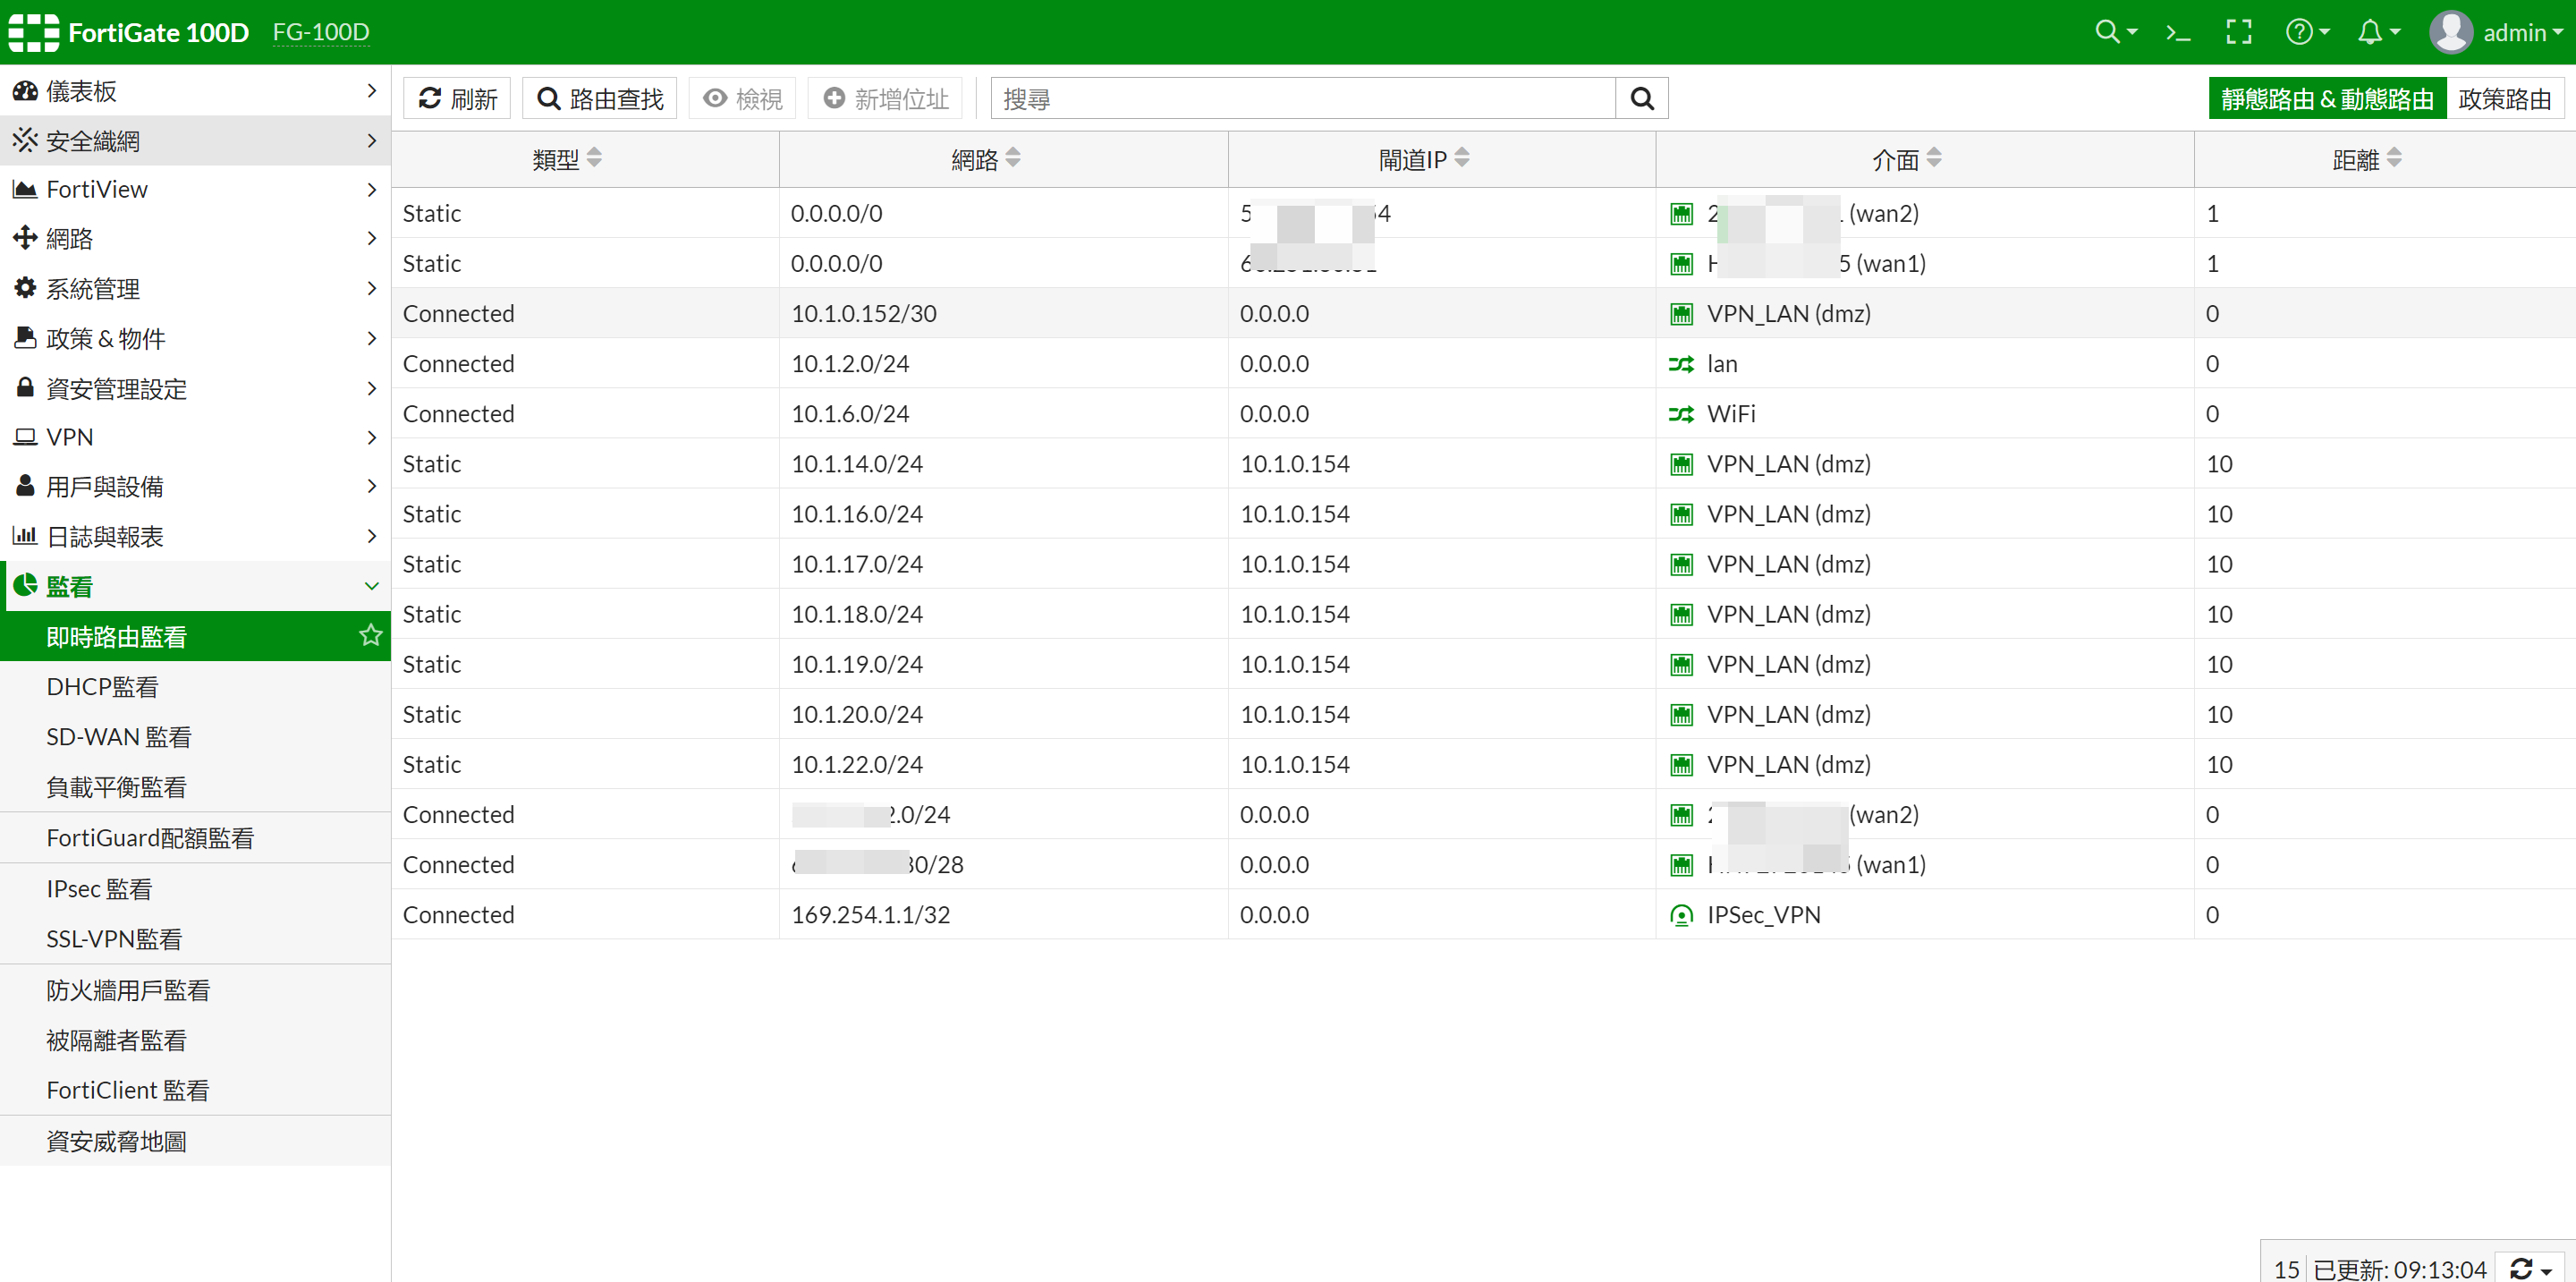 FortiGate 100D FG-100D admin
儀表板
安全織網
FortiView
網路
系統管理
政策 & 物件
資安管理設定
VPN
用戶與設備
日誌與報表
監看
即時路由監看
DHCP監看
SD-WAN 監看
負載平衡監看
FortiGuard配額監看
IPsec 監看
SSL-VPN監看
防火牆用戶監看
被隔離者監看
FortiClient 監看
資安威脅地圖
刷新 路由查找 檢視 新增位址 搜尋 靜態路由 & 動態路由 政策路由
類型 網路 閘道IP 介面 距離
Static 0.0.0.0/0 (wan2) 1
Static 0.0.0.0/0 (wan1) 1
Connected 10.1.0.152/30 0.0.0.0 VPN_LAN (dmz) 0
Connected 10.1.2.0/24 0.0.0.0 lan 0
Connected 10.1.6.0/24 0.0.0.0 WiFi 0
Static 10.1.14.0/24 10.1.0.154 VPN_LAN (dmz) 10
Static 10.1.16.0/24 10.1.0.154 VPN_LAN (dmz) 10
Static 10.1.17.0/24 10.1.0.154 VPN_LAN (dmz) 10
Static 10.1.18.0/24 10.1.0.154 VPN_LAN (dmz) 10
Static 10.1.19.0/24 10.1.0.154 VPN_LAN (dmz) 10
Static 10.1.20.0/24 10.1.0.154 VPN_LAN (dmz) 10
Static 10.1.22.0/24 10.1.0.154 VPN_LAN (dmz) 10
Connected 0.0.0.0 (wan2) 0
Connected 0.0.0.0 (wan1) 0
Connected 169.254.1.1/32 0.0.0.0 IPSec_VPN 0
15 已更新: 09:13:04